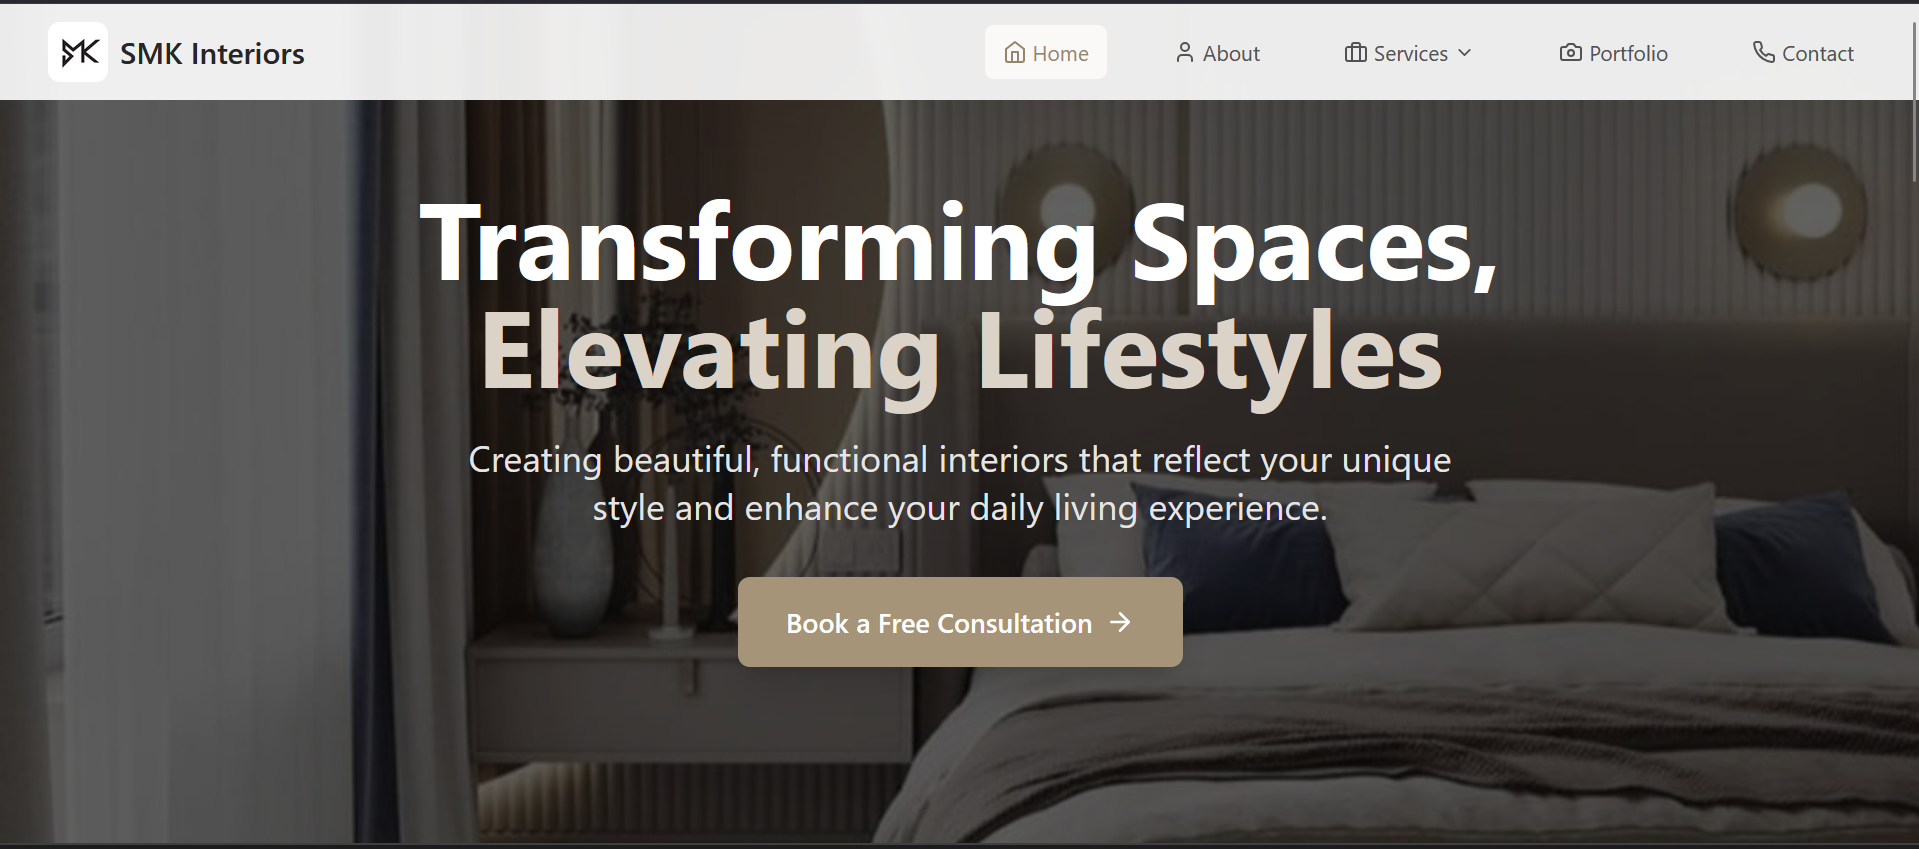 MK
SMK Interiors
Home
About
Services
Portfolio
Contact
Transforming Spaces,
Elevating Lifestyles
Creating beautiful, functional interiors that reflect your unique
style and enhance your daily living experience.
Book a Free Consultation